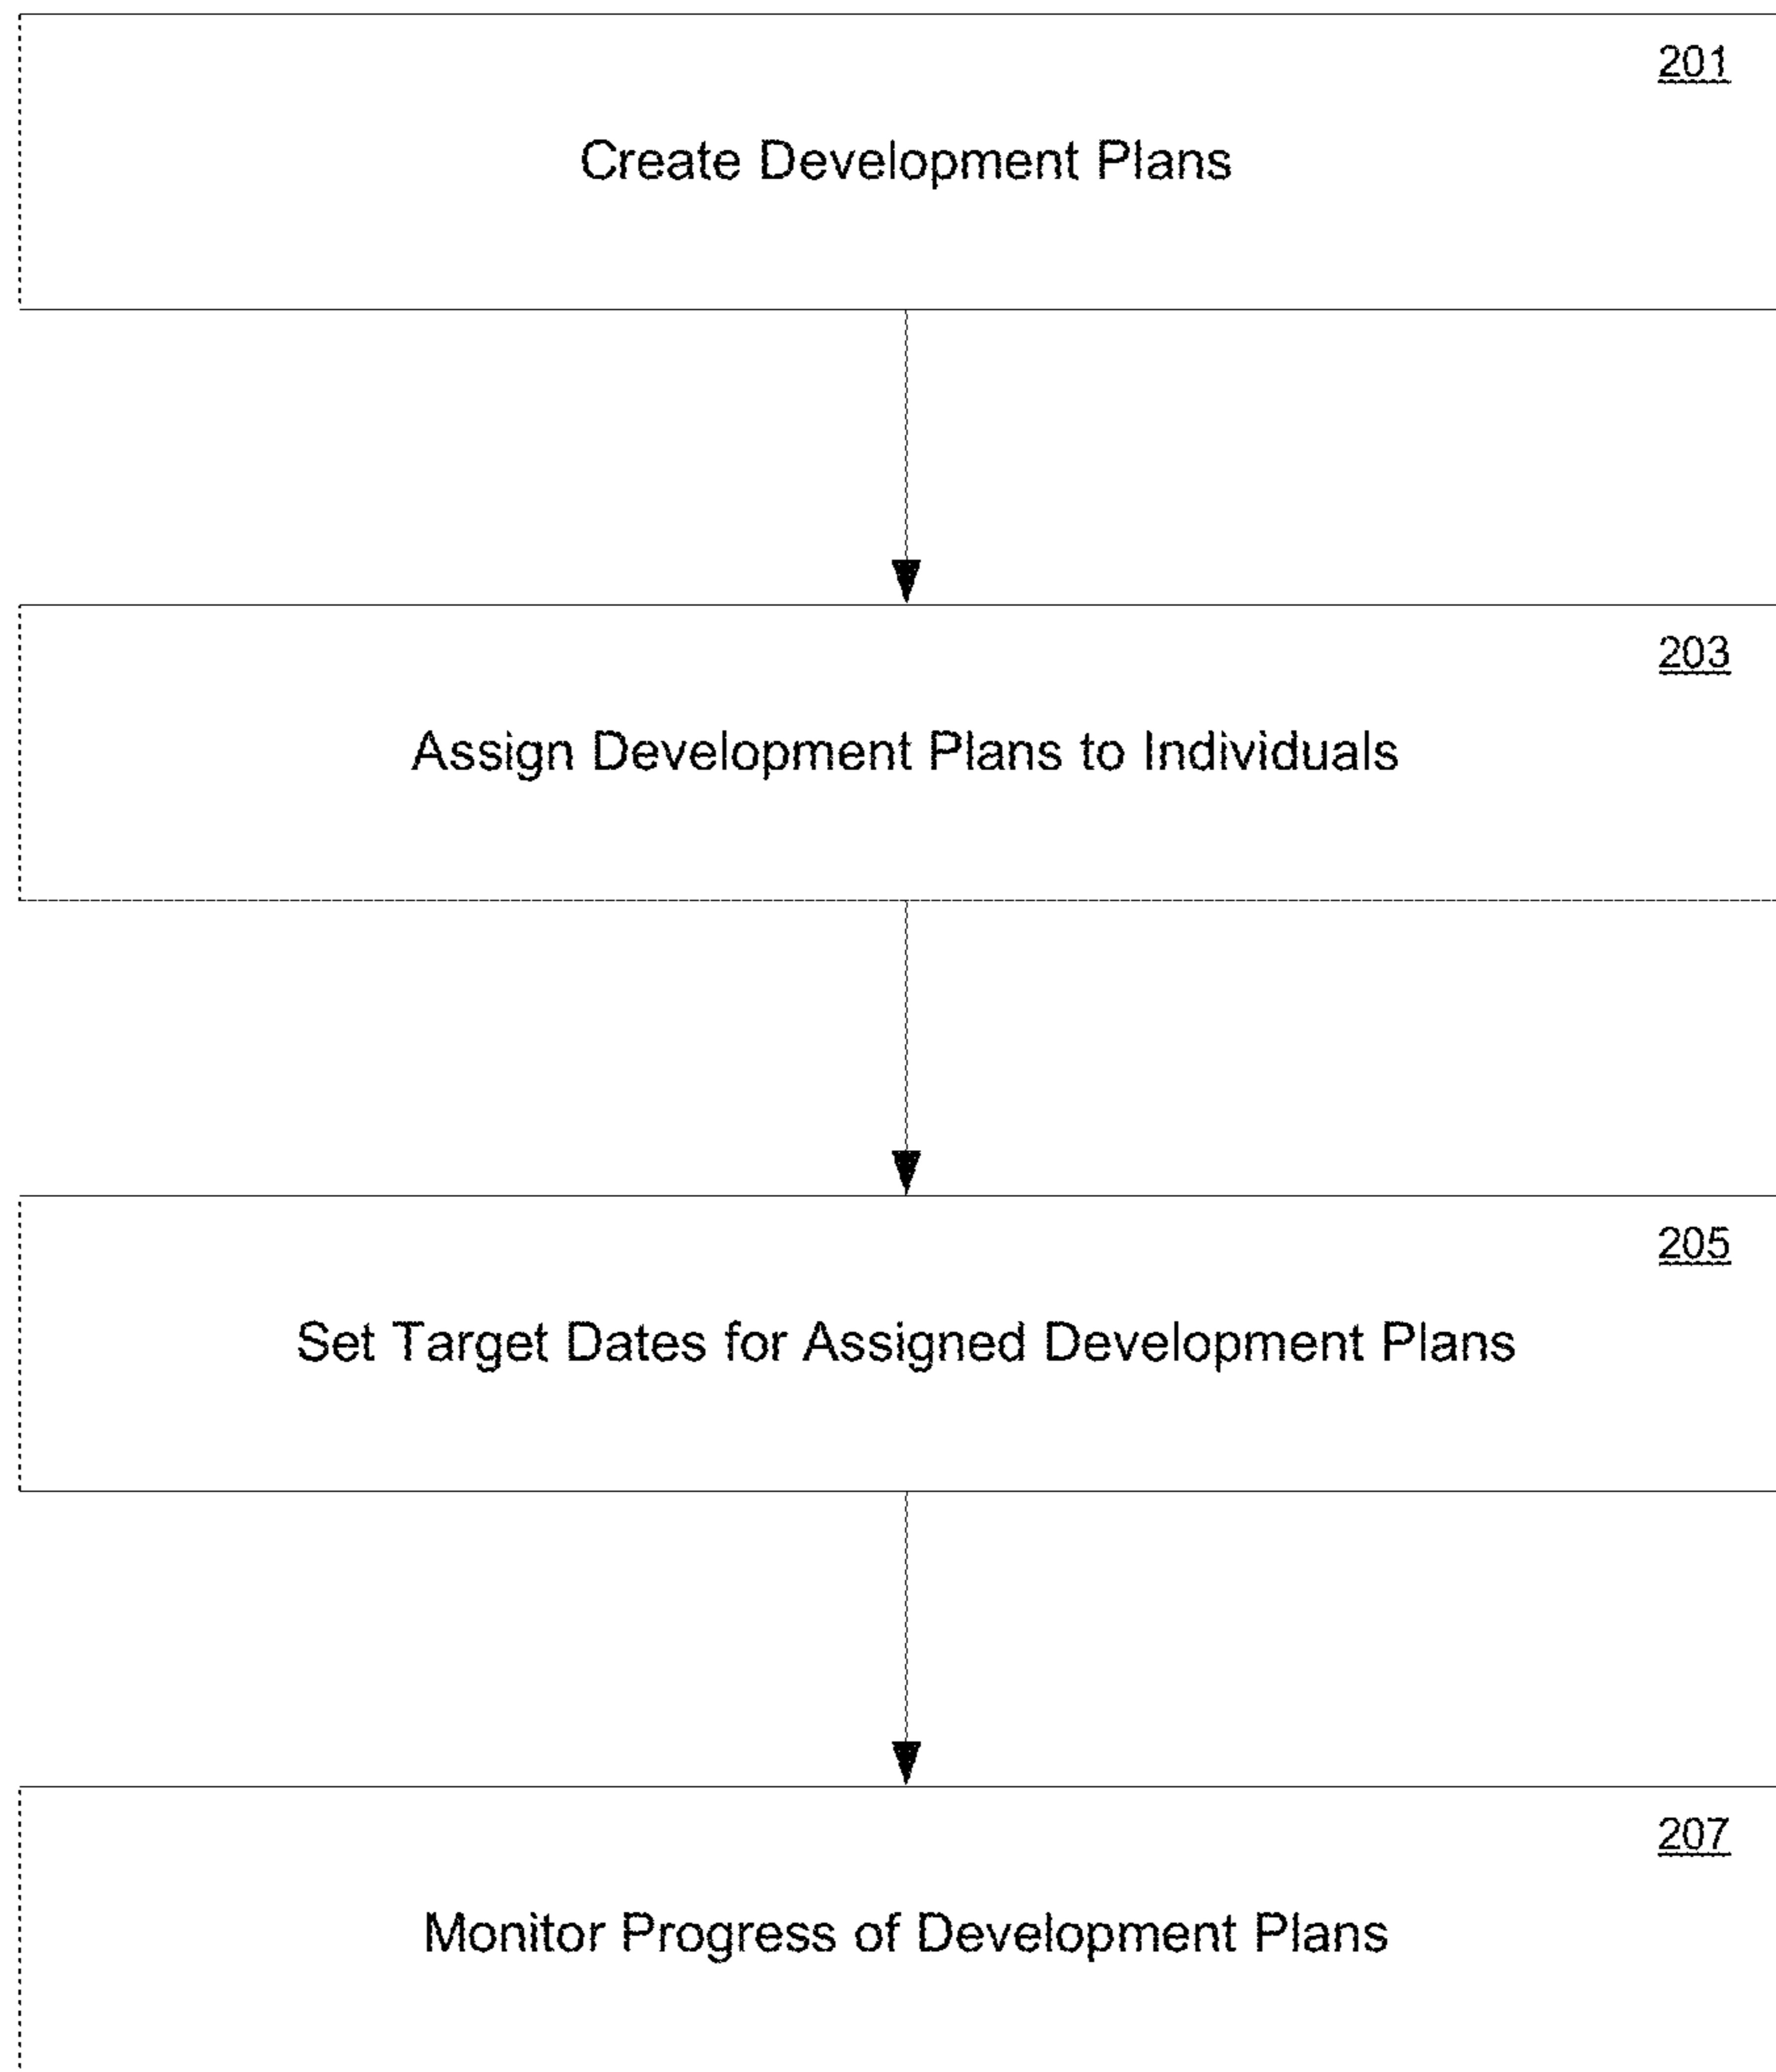 201
Create Development Plans
203
Assign Development Plans to Individuals
205
Set Target Dates for Assigned Development Plans
207
Monitor Progress of Development Plans